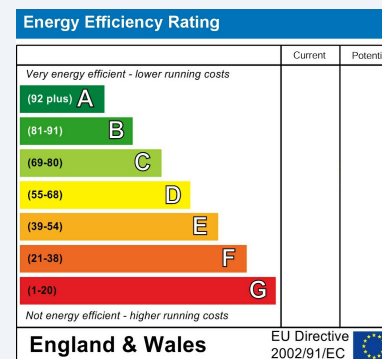 Energy Efficiency Rating
Current
Very energy efficient - lower running costs
(92 plus) A
(81-91) B
(69-80) C
(55-68) D
(39-54) E
(21-38) F
(1-20) G
Not energy efficient - higher running costs
England & Wales
EU Directive
2002/91/EC